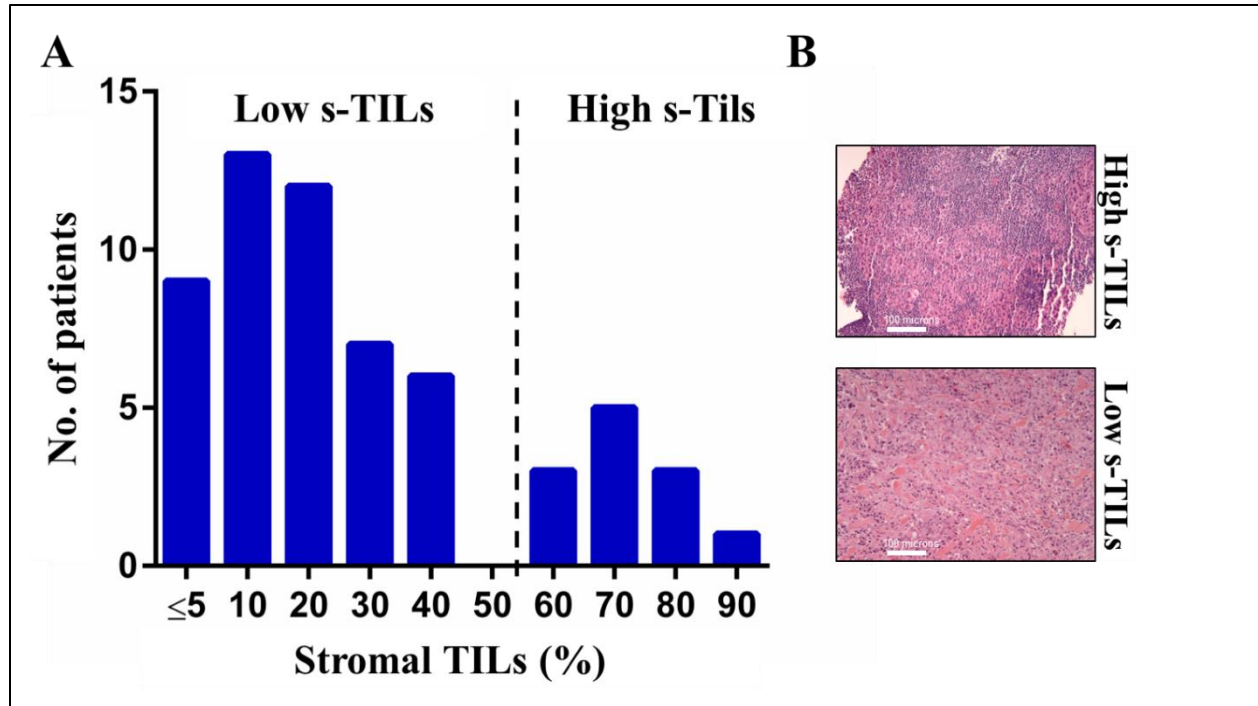 A
B
Low s-TILs
High s-Tils
15
10
5
0
No. of patients
≤5 10 20 30 40 50 60 70 80 90
Stromal TILs (%)
100 microns
High s-TILs
100 microns
Low s-TILs